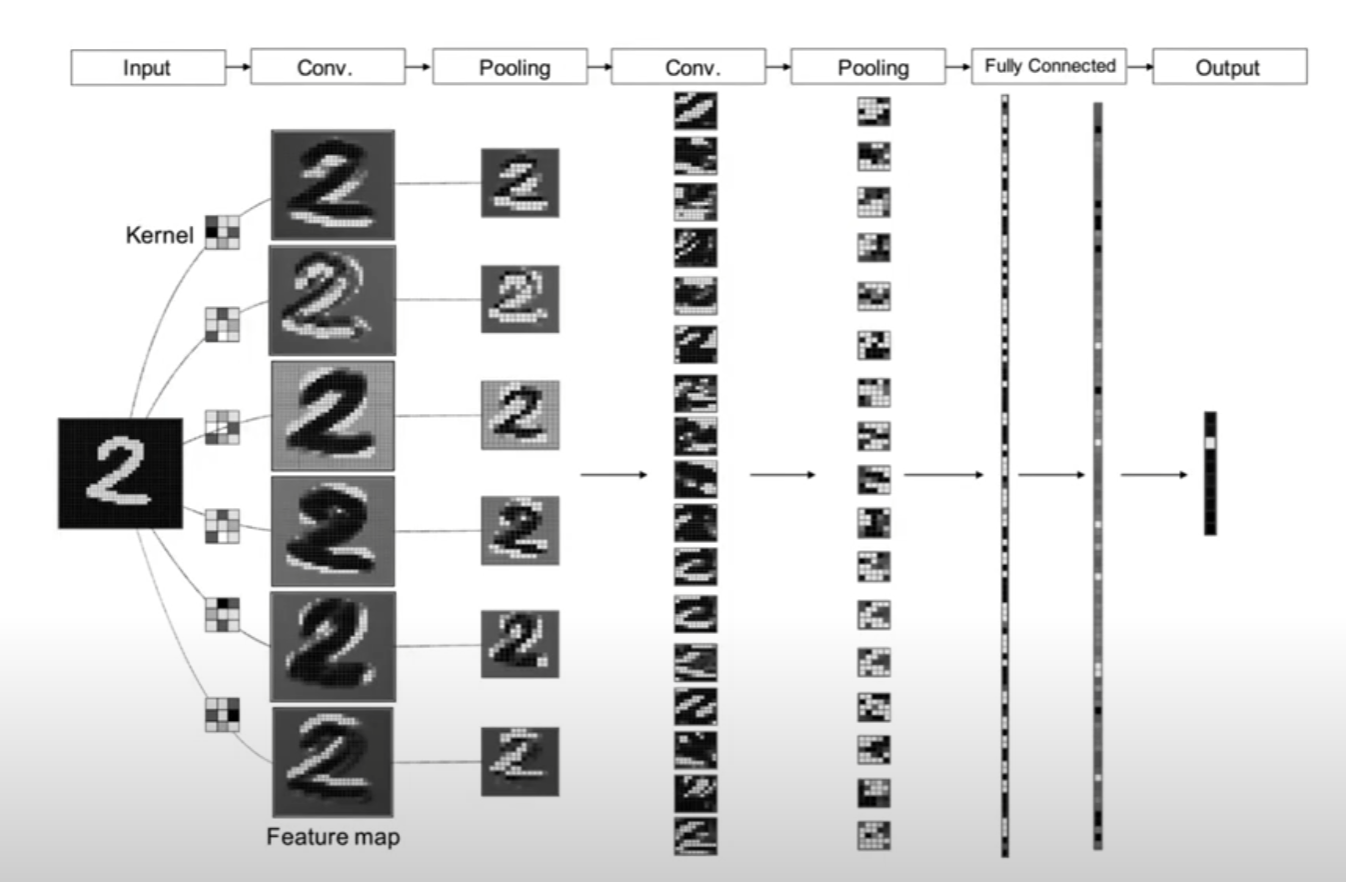 Input
Conv.
Pooling
Conv.
Pooling
Fully Connected
Output
Kernel
Feature map